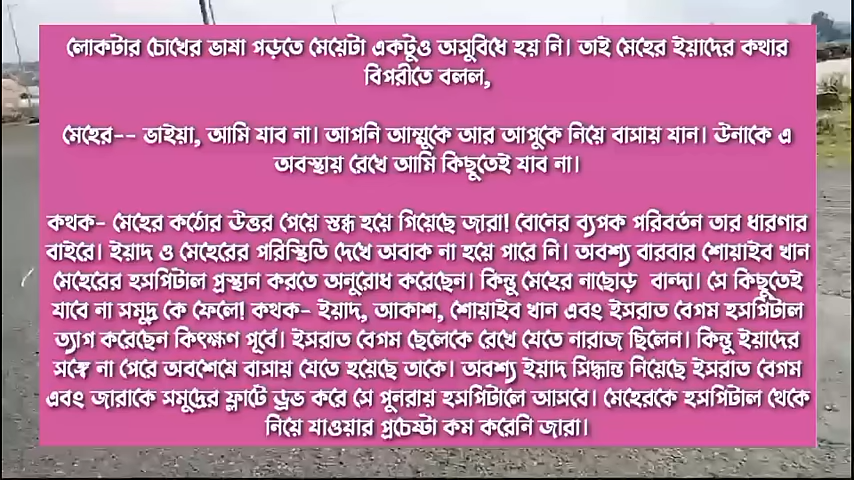 লোকটার চোখের ভাষা পড়তে মেয়েটা একটুও অসুবিধে হয় নি। তাই মেহের ইয়াদের কথার
বিপরীতে বলল,
মেহের-- ভাইয়া, আমি যাব না। আপনি আম্মুকে আর আপুকে নিয়ে বাসায় যান। ঊনাকে এ
অবস্থায় রেখে আমি কিছুতেই যাব না।
কথক- মেহের কঠোর উত্তর পেয়ে স্তব্ধ হয়ে গিয়েছে জারা! বোনের ব্যপক পরিবর্তন তার ধারণার
বাইরে। ইয়াদ ও মেহেরের পরিস্থিতি দেখে অবাক না হয়ে পারে নি। অবশ্য বারবার শোয়াইব খান
মেহেরের হসপিটাল প্রস্থান করতে অনুরোধ করেছেন। কিন্তু মেহের নাছোড় বান্দা। সে কিছুতেই
যাবে না সমুদ্র কে ফেলে! কথক- ইয়াদ, আকাশ, শোয়াইব খান এবং ইসরাত বেগম হসপিটাল
ত্যাগ করেছেন কিৎক্ষণ পূর্বে। ইসরাত বেগম ছেলেকে রেখে যেতে নারাজ ছিলেন। কিন্তু ইয়াদের
সঙ্গে না পেরে অবশেষে বাসায় যেতে হয়েছে তাকে। অবশ্য ইয়াদ সিদ্ধান্ত নিয়েছে ইসরাত বেগম
এবং জারাকে সমুদ্রের ফ্লাটে ড্রভ করে সে পুনরায় হসপিটালে আসবে। মেহেরকে হসপিটাল থেকে
নিয়ে যাওয়ার প্রচেষ্টা কম করেনি জারা।